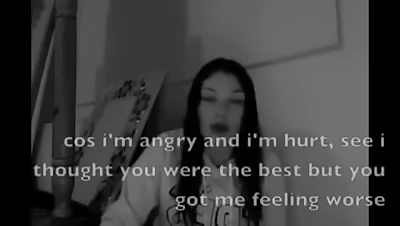 cos i'm angry and i'm hurt, see i
thought you were the best but you
got me feeling worse